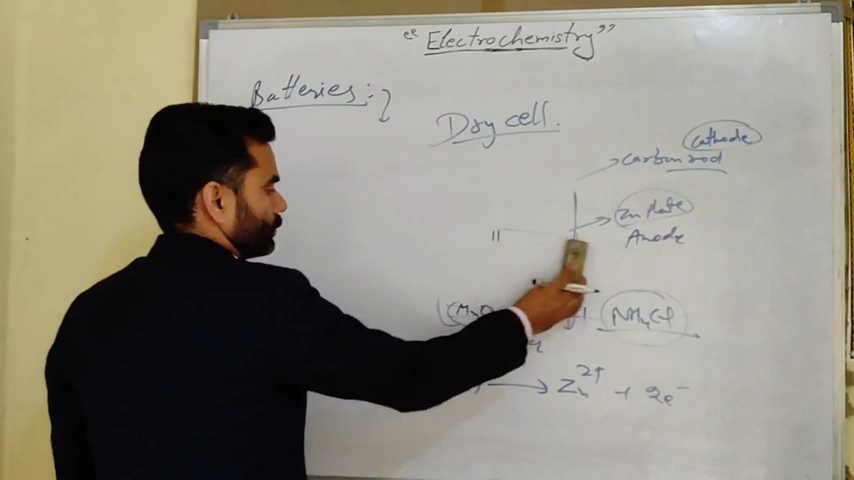 "Electrochemistry"
Batteries:
Dry cell.
Cathode
carbon rod
Zn Plate
Anode
NH4Cl
→ Zn2+ + 2e-